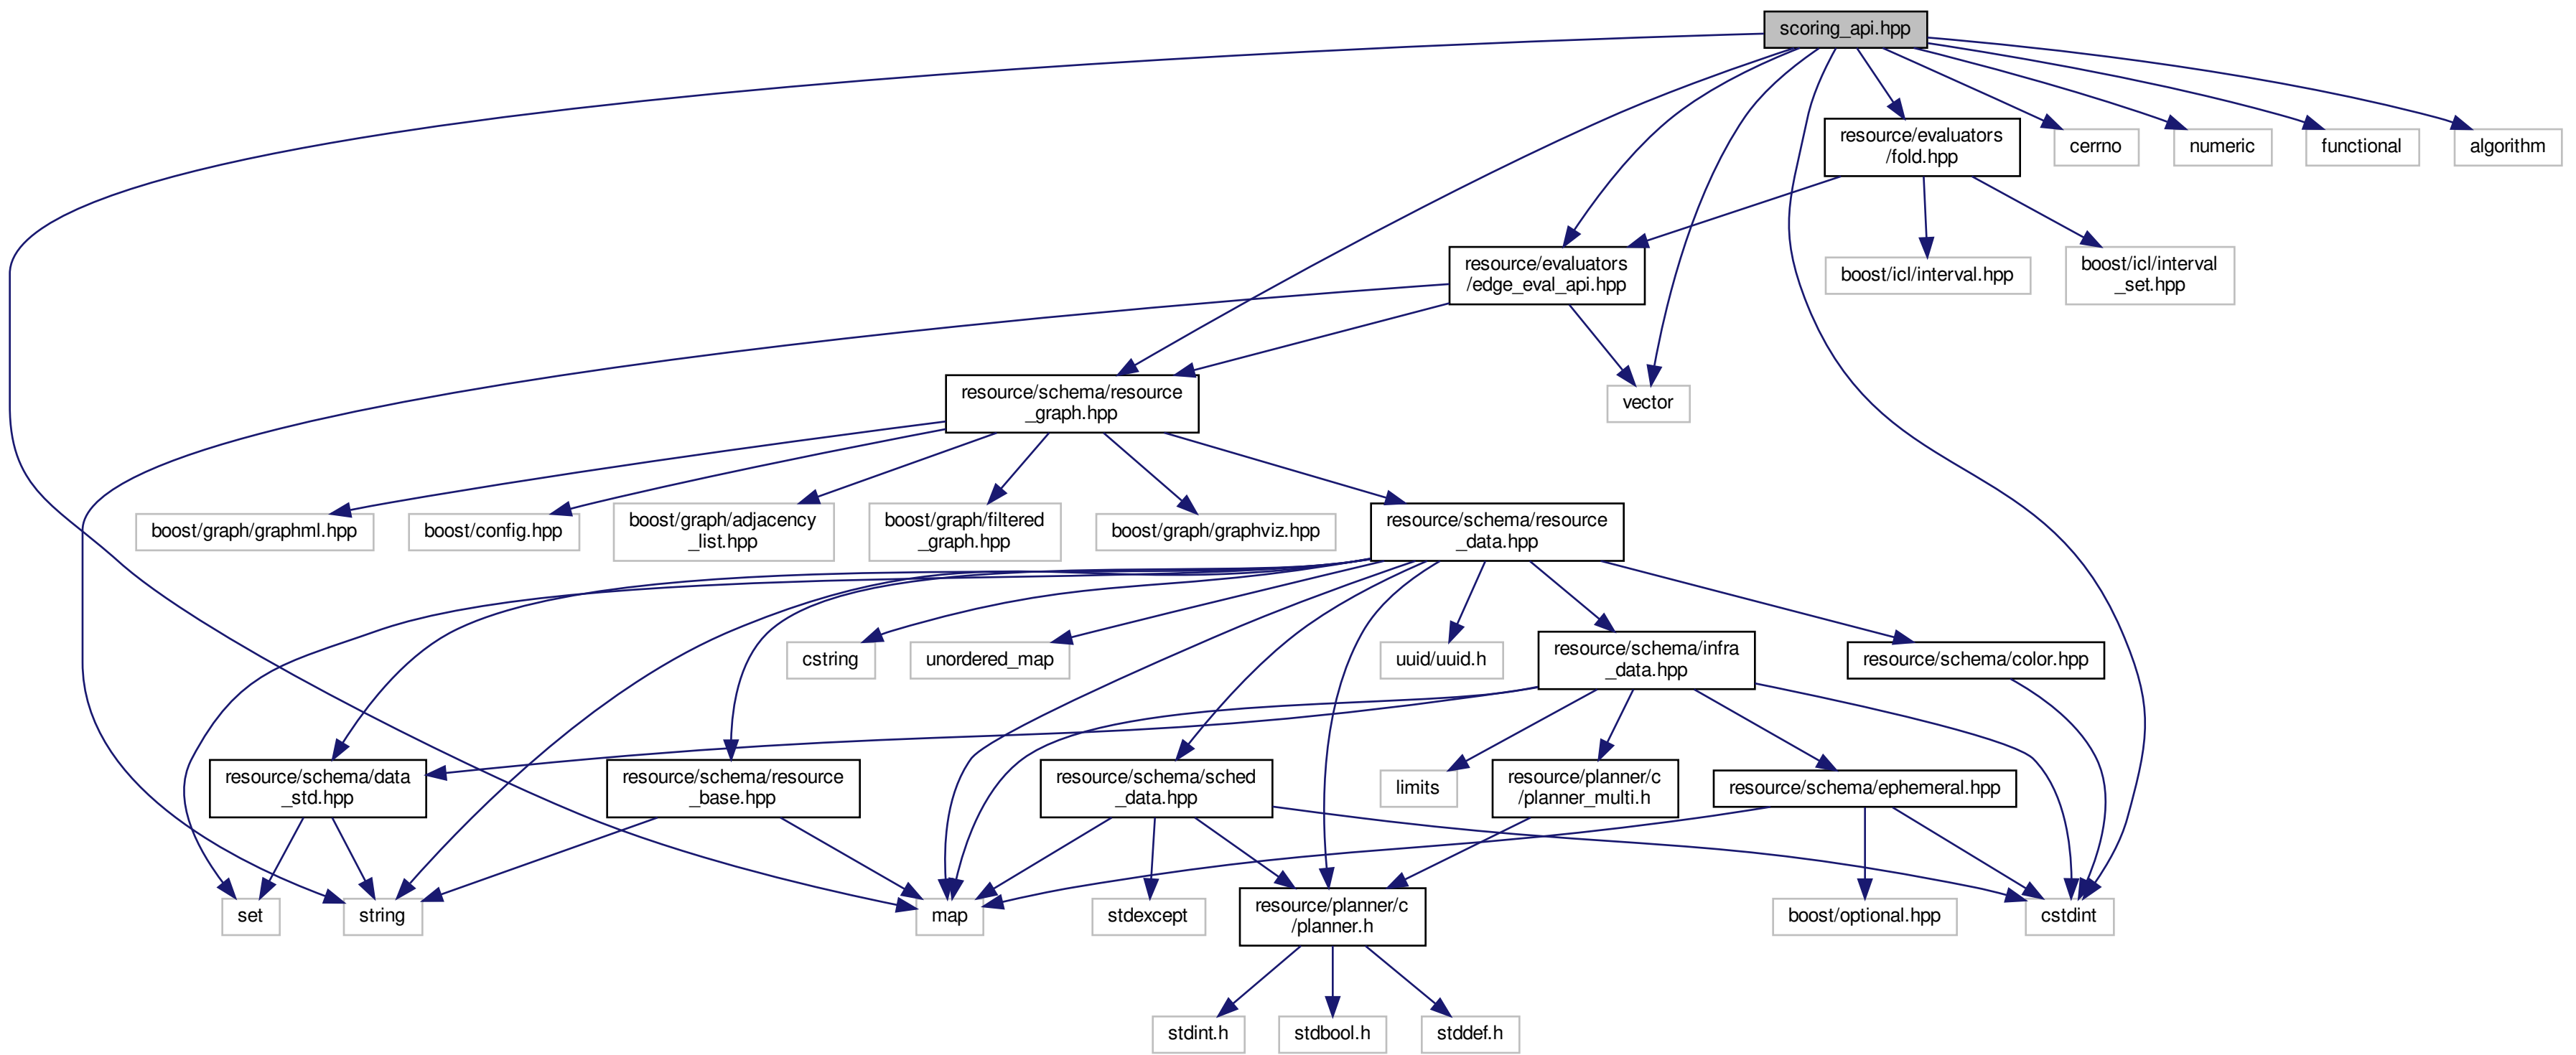 scoring_api.hpp
resource/evaluators
/fold.hpp
cerrno
numeric
functional
algorithm
resource/evaluators
/edge_eval_api.hpp
boost/icl/interval.hpp
boost/icl/interval
_set.hpp
resource/schema/resource
_graph.hpp
vector
boost/graph/graphml.hpp
boost/config.hpp
boost/graph/adjacency
_list.hpp
boost/graph/filtered
_graph.hpp
boost/graph/graphviz.hpp
resource/schema/resource
_data.hpp
cstring
unordered_map
uuid/uuid.h
resource/schema/infra
_data.hpp
resource/schema/color.hpp
resource/schema/data
_std.hpp
resource/schema/resource
_base.hpp
resource/schema/sched
_data.hpp
limits
resource/planner/c
/planner_multi.h
resource/schema/ephemeral.hpp
set
string
map
stdexcept
resource/planner/c
/planner.h
boost/optional.hpp
cstdint
stdint.h
stdbool.h
stddef.h